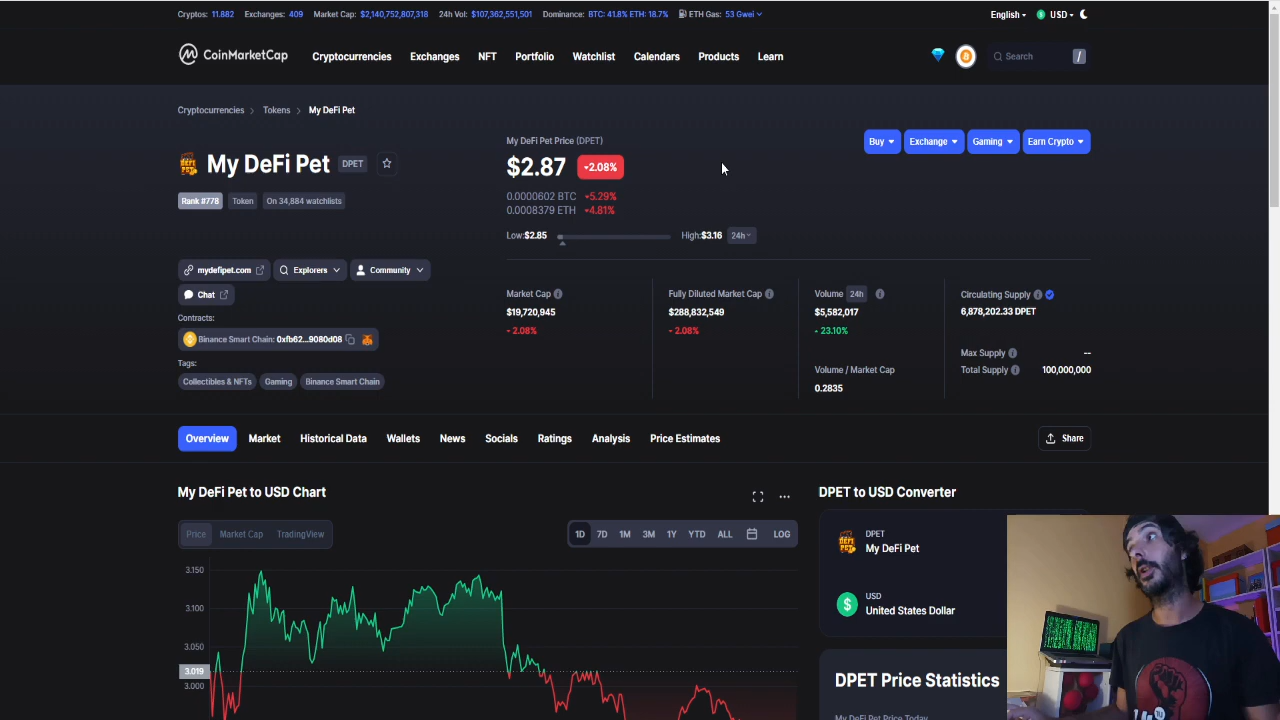 Cryptos: 11.882 Exchanges: 409 Market Cap: $2,140,752,807,318 24h Vol: $107,362,551,501 Dominance: BTC: 41.8% ETH: 18.7% ETH Gas: 53 Gwei English USD
CoinMarketCap Cryptocurrencies Exchanges NFT Portfolio Watchlist Calendars Products Learn Search /
Cryptocurrencies > Tokens > My DeFi Pet
My DeFi Pet Price (DPET)
Buy Exchange Gaming Earn Crypto
My DeFi Pet DPET
$2.87 2.08%
0.0000602 BTC 5.29%
Rank #778 Token On 34,884 watchlists
0.0008379 ETH 4.81%
Low:$2.85 High:$3.16 24h
mydefipet.com Explorers Community
Chat
Market Cap Fully Diluted Market Cap Volume 24h Circulating Supply
$19,720,945 $288,832,549 $5,582,017 6,878,202.33 DPET
2.08% 2.08% 23.10%
Contracts:
Binance Smart Chain: 0xfb62...9080d08
Max Supply --
Tags:
Volume / Market Cap Total Supply 100,000,000
Collectibles & NFTs Gaming Binance Smart Chain
0.2835
Overview Market Historical Data Wallets News Socials Ratings Analysis Price Estimates Share
My DeFi Pet to USD Chart
DPET to USD Converter
Price Market Cap TradingView 1D 7D 1M 3M 1Y YTD ALL LOG
DPET
My DeFi Pet
3.150
USD
United States Dollar
3.100
3.050
3.019
3.000
DPET Price Statistics
My DeFi Pet Price Today